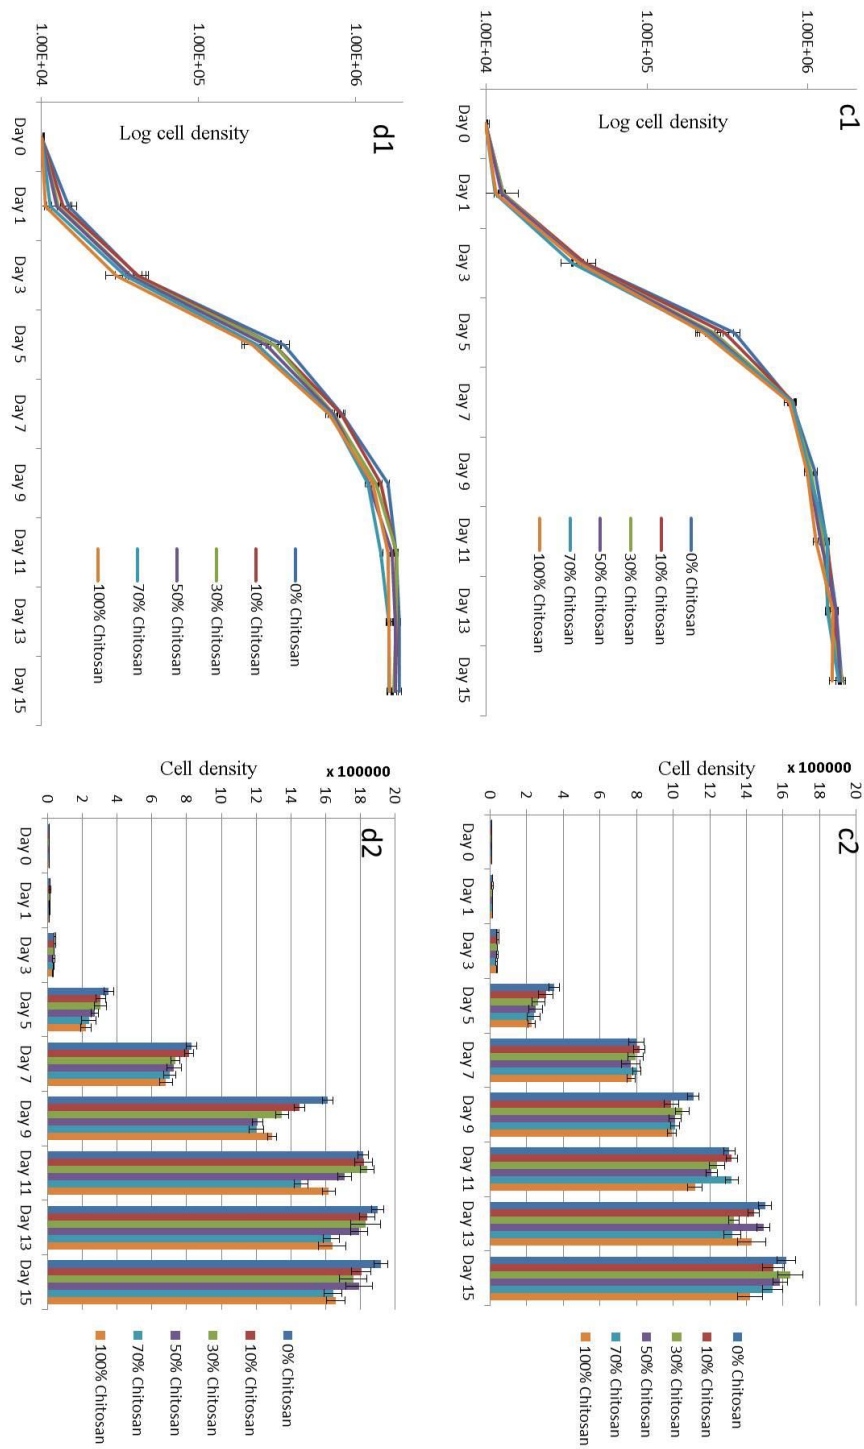 c1
Log cell density
1.00E+06
1.00E+05
1.00E+04
Day 0
Day 1
Day 3
Day 5
Day 7
Day 9
Day 11
Day 13
Day 15
0% Chitosan
10% Chitosan
30% Chitosan
50% Chitosan
70% Chitosan
100% Chitosan
c2
x 100000
Cell density
20
18
16
14
12
10
8
6
4
2
0
Day 0
Day 1
Day 3
Day 5
Day 7
Day 9
Day 11
Day 13
Day 15
0% Chitosan
10% Chitosan
30% Chitosan
50% Chitosan
70% Chitosan
100% Chitosan
d1
Log cell density
1.00E+06
1.00E+05
1.00E+04
Day 0
Day 1
Day 3
Day 5
Day 7
Day 9
Day 11
Day 13
Day 15
0% Chitosan
10% Chitosan
30% Chitosan
50% Chitosan
70% Chitosan
100% Chitosan
d2
x 100000
Cell density
20
18
16
14
12
10
8
6
4
2
0
Day 0
Day 1
Day 3
Day 5
Day 7
Day 9
Day 11
Day 13
Day 15
0% Chitosan
10% Chitosan
30% Chitosan
50% Chitosan
70% Chitosan
100% Chitosan